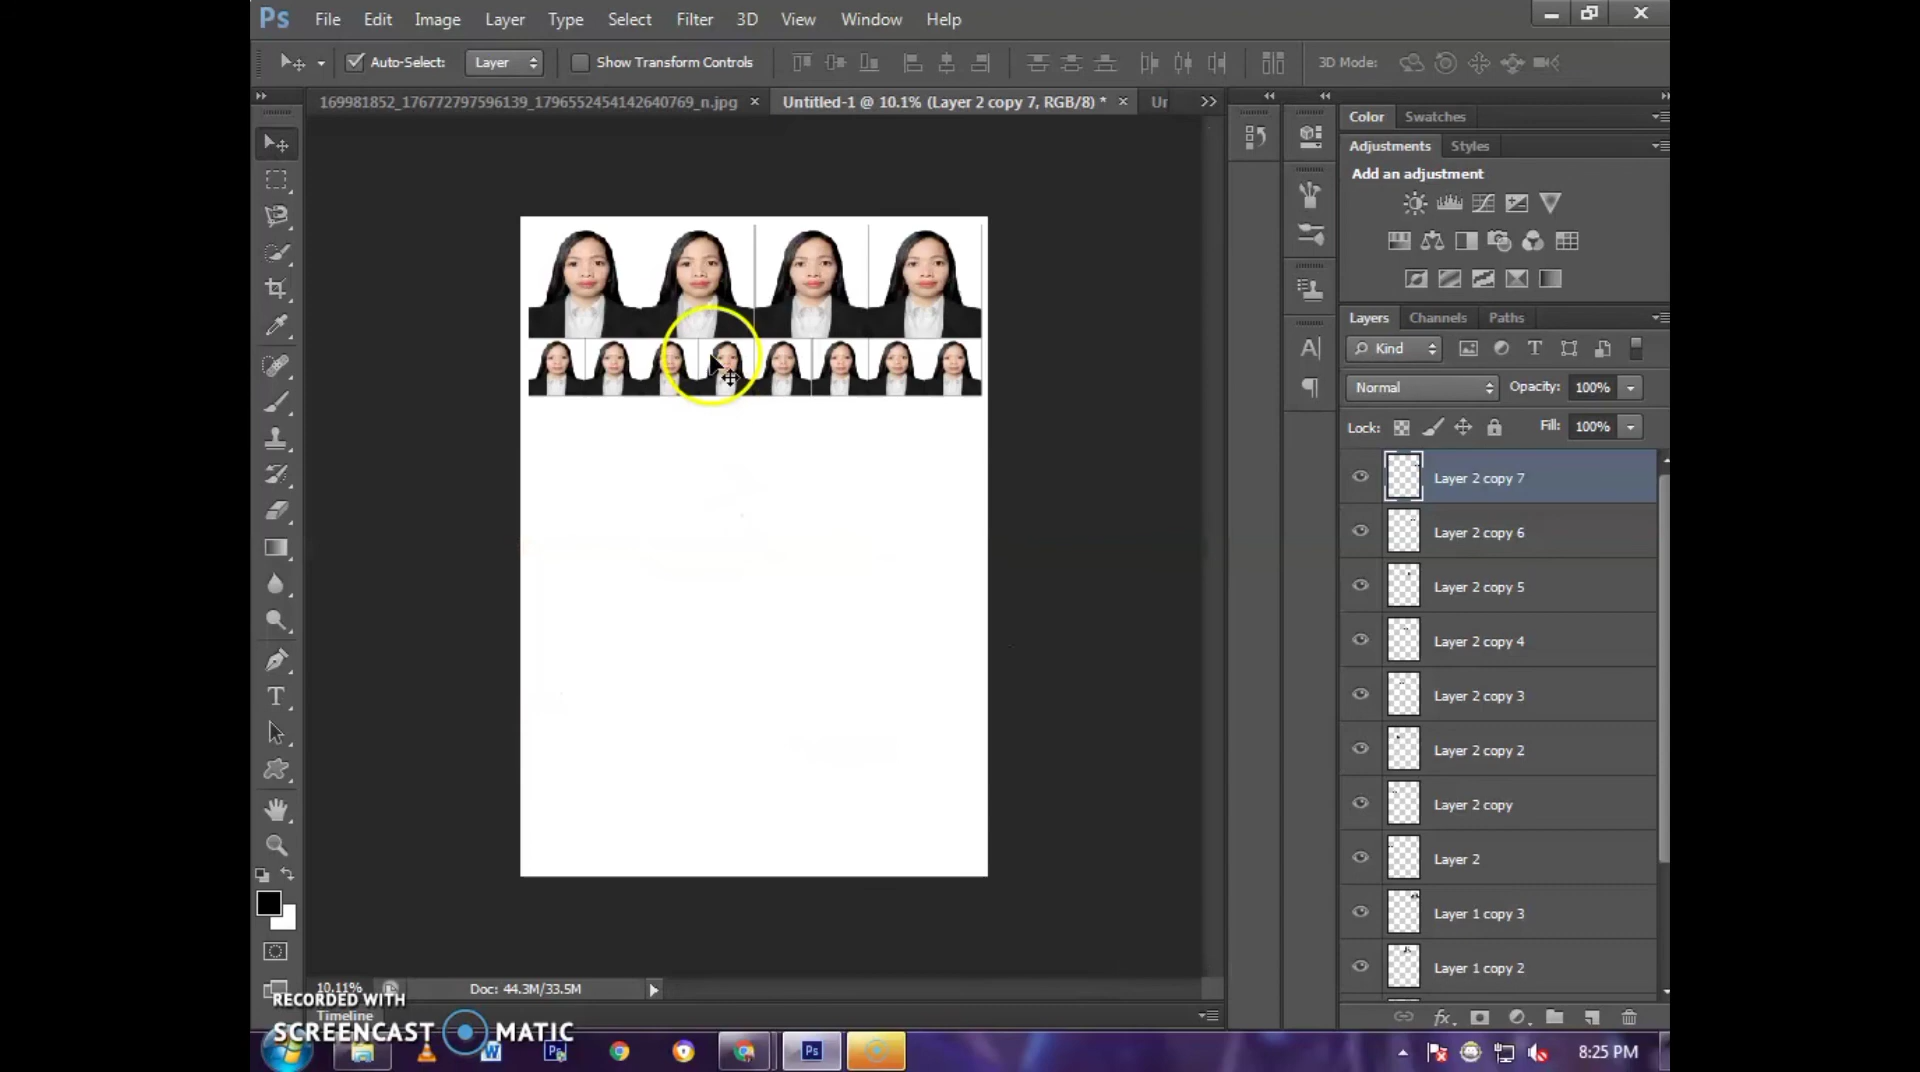 Ps File Edit Image Layer Type Select Filter 3D View Window Help
Auto-Select: Layer Show Transform Controls 3D Mode:
169981852_176772797596139_1796552454142640769_n.jpg × Untitled-1 @ 10.1% (Layer 2 copy 7, RGB/8) * × Ur
Color Swatches
Adjustments Styles
Add an adjustment
Layers Channels Paths
Kind
Normal Opacity: 100%
Lock: Fill: 100%
Layer 2 copy 7
Layer 2 copy 6
Layer 2 copy 5
Layer 2 copy 4
Layer 2 copy 3
Layer 2 copy 2
Layer 2 copy
Layer 2
Layer 1 copy 3
Layer 1 copy 2
10.11% Doc: 44.3M/33.5M
Timeline
RECORDED WITH
SCREENCAST MATIC
8:25 PM